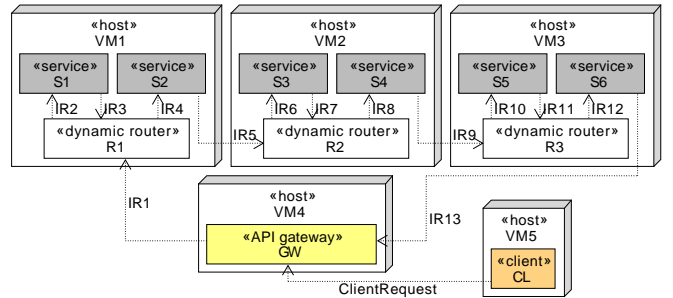 «host»
VM1
«service»
S1
«service»
S2
IR2
IR3
IR4
«dynamic router»
R1
«host»
VM2
«service»
S3
«service»
S4
IR6
IR7
IR8
IR5
«dynamic router»
R2
«host»
VM3
«service»
S5
«service»
S6
IR10
IR11
IR12
IR9
«dynamic router»
R3
IR1
«host»
VM4
«API gateway»
GW
IR13
«host»
VM5
«client»
CL
ClientRequest